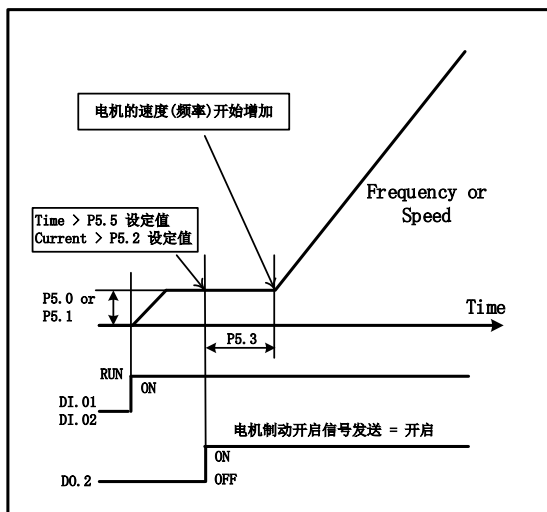 电机的速度(频率)开始增加
Frequency or
Speed
Time > P5.5 设定值
Current > P5.2 设定值
P5.0 or
P5.1
Time
P5.3
RUN
ON
DI.01
DI.02
电机制动开启信号发送 = 开启
ON
OFF
DO.2